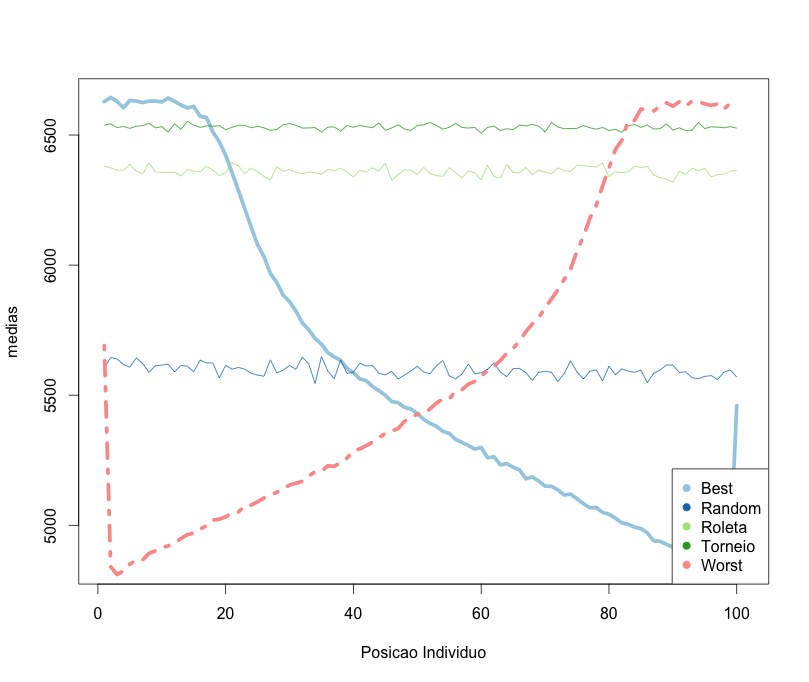 medias
6500
6000
5500
5000
Best
Random
Roleta
Torneio
Worst
0 20 40 60 80 100
Posicao Individuo